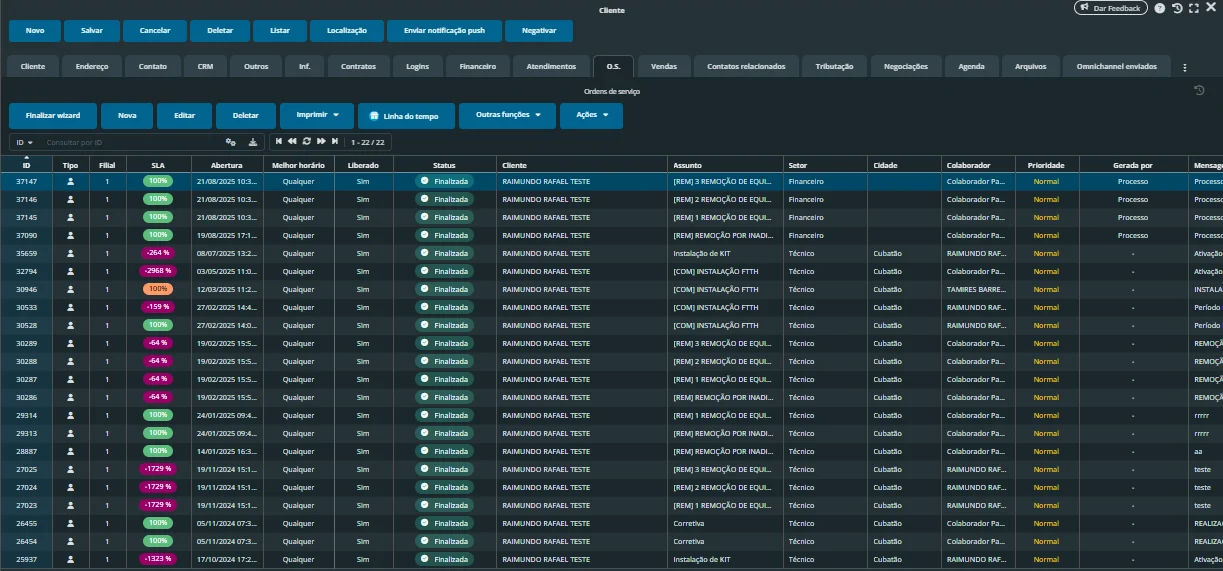 Cliente
Dar Feedback
Novo Salvar Cancelar Deletar Listar Localização Enviar notificação push Negativar
Cliente Endereço Contato CRM Outros Inf. Contratos Logins Financeiro Atendimentos O.S. Vendas Contatos relacionados Tributação Negociações Agenda Arquivos Omnichannel enviados
Ordens de serviço
Finalizar wizard Nova Editar Deletar Imprimir Linha do tempo Outras funções Ações
ID Consultar por ID 1 - 22 / 22
ID Tipo Filial SLA Abertura Melhor horário Liberado Status Cliente Assunto Setor Cidade Colaborador Prioridade Gerada por Mensag
37147 1 100% 21/08/2025 10:3... Qualquer Sim Finalizada RAIMUNDO RAFAEL TESTE [REM] 3 REMOÇÃO DE EQUI... Financeiro Colaborador Pa... Normal Processo Process
37146 1 100% 21/08/2025 10:3... Qualquer Sim Finalizada RAIMUNDO RAFAEL TESTE [REM] 2 REMOÇÃO DE EQUI... Financeiro Colaborador Pa... Normal Processo Process
37145 1 100% 21/08/2025 10:3... Qualquer Sim Finalizada RAIMUNDO RAFAEL TESTE [REM] 1 REMOÇÃO DE EQUI... Financeiro Colaborador Pa... Normal Processo Process
37090 1 100% 19/08/2025 17:1... Qualquer Sim Finalizada RAIMUNDO RAFAEL TESTE [REM] REMOÇÃO POR INADI... Financeiro Colaborador Pa... Normal Processo Process
35659 1 -264 % 08/07/2025 13:2... Qualquer Sim Finalizada RAIMUNDO RAFAEL TESTE Instalação de KIT Técnico Cubatão RAIMUNDO RAF... Normal - Ativação
32794 1 -2968 % 03/05/2025 11:0... Qualquer Sim Finalizada RAIMUNDO RAFAEL TESTE [COM] INSTALAÇÃO FTTH Técnico Cubatão Colaborador Pa... Normal - Ativação
30946 1 100% 12/03/2025 11:2... Qualquer Sim Finalizada RAIMUNDO RAFAEL TESTE [COM] INSTALAÇÃO FTTH Técnico Cubatão TAMIRES BARRE... Normal - INSTALA
30533 1 -159 % 27/02/2025 14:4... Qualquer Sim Finalizada RAIMUNDO RAFAEL TESTE [COM] INSTALAÇÃO FTTH Técnico Cubatão RAIMUNDO RAF... Normal - Período
30528 1 100% 27/02/2025 14:0... Qualquer Sim Finalizada RAIMUNDO RAFAEL TESTE [COM] INSTALAÇÃO FTTH Técnico Cubatão RAIMUNDO RAF... Normal - Período
30289 1 -64 % 19/02/2025 15:5... Qualquer Sim Finalizada RAIMUNDO RAFAEL TESTE [REM] 3 REMOÇÃO DE EQUI... Técnico Cubatão RAIMUNDO RAF... Normal - REMOÇ
30288 1 -64 % 19/02/2025 15:5... Qualquer Sim Finalizada RAIMUNDO RAFAEL TESTE [REM] 2 REMOÇÃO DE EQUI... Técnico Cubatão RAIMUNDO RAF... Normal - REMOÇ
30287 1 -64 % 19/02/2025 15:5... Qualquer Sim Finalizada RAIMUNDO RAFAEL TESTE [REM] 1 REMOÇÃO DE EQUI... Técnico Cubatão RAIMUNDO RAF... Normal - REMOÇ
30286 1 -64 % 19/02/2025 15:5... Qualquer Sim Finalizada RAIMUNDO RAFAEL TESTE [REM] REMOÇÃO POR INADI... Técnico Cubatão Colaborador Pa... Normal - REMOÇ
29314 1 100% 24/01/2025 09:4... Qualquer Sim Finalizada RAIMUNDO RAFAEL TESTE [REM] 1 REMOÇÃO DE EQUI... Técnico Cubatão Colaborador Pa... Normal - rrrrr
29313 1 100% 24/01/2025 09:4... Qualquer Sim Finalizada RAIMUNDO RAFAEL TESTE [REM] REMOÇÃO POR INADI... Técnico Cubatão Colaborador Pa... Normal - rrrrr
28887 1 100% 14/01/2025 16:3... Qualquer Sim Finalizada RAIMUNDO RAFAEL TESTE [REM] REMOÇÃO POR INADI... Técnico Cubatão Colaborador Pa... Normal - aa
27025 1 -1729 % 19/11/2024 15:1... Qualquer Sim Finalizada RAIMUNDO RAFAEL TESTE [REM] 3 REMOÇÃO DE EQUI... Técnico Cubatão RAIMUNDO RAF... Normal - teste
27024 1 -1729 % 19/11/2024 15:1... Qualquer Sim Finalizada RAIMUNDO RAFAEL TESTE [REM] 2 REMOÇÃO DE EQUI... Técnico Cubatão RAIMUNDO RAF... Normal - teste
27023 1 -1729 % 19/11/2024 15:1... Qualquer Sim Finalizada RAIMUNDO RAFAEL TESTE [REM] 1 REMOÇÃO DE EQUI... Técnico Cubatão RAIMUNDO RAF... Normal - teste
26455 1 100% 05/11/2024 07:3... Qualquer Sim Finalizada RAIMUNDO RAFAEL TESTE Corretiva Técnico Cubatão Colaborador Pa... Normal - REALIZA
26454 1 100% 05/11/2024 07:3... Qualquer Sim Finalizada RAIMUNDO RAFAEL TESTE Corretiva Técnico Cubatão Colaborador Pa... Normal - REALIZA
25937 1 -1323 % 17/10/2024 17:2... Qualquer Sim Finalizada RAIMUNDO RAFAEL TESTE Instalação de KIT Técnico Cubatão RAIMUNDO RAF... Normal - Ativação